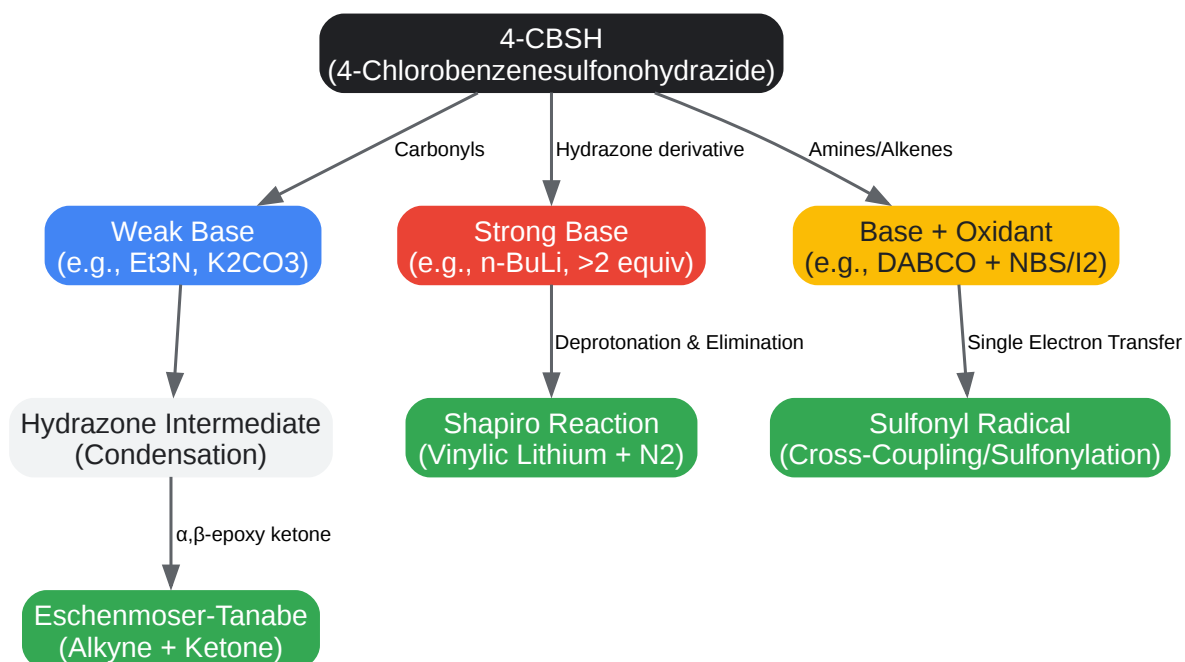 4-CBSH
(4-Chlorobenzenesulfonohydrazide)
Carbonyls
Hydrazone derivative
Amines/Alkenes
Weak Base
(e.g., Et3N, K2CO3)
Strong Base
(e.g., n-BuLi, >2 equiv)
Base + Oxidant
(e.g., DABCO + NBS/I2)
Deprotonation & Elimination
Single Electron Transfer
Hydrazone Intermediate
(Condensation)
Shapiro Reaction
(Vinylic Lithium + N2)
Sulfonyl Radical
(Cross-Coupling/Sulfonylation)
α,β-epoxy ketone
Eschenmoser-Tanabe
(Alkyne + Ketone)